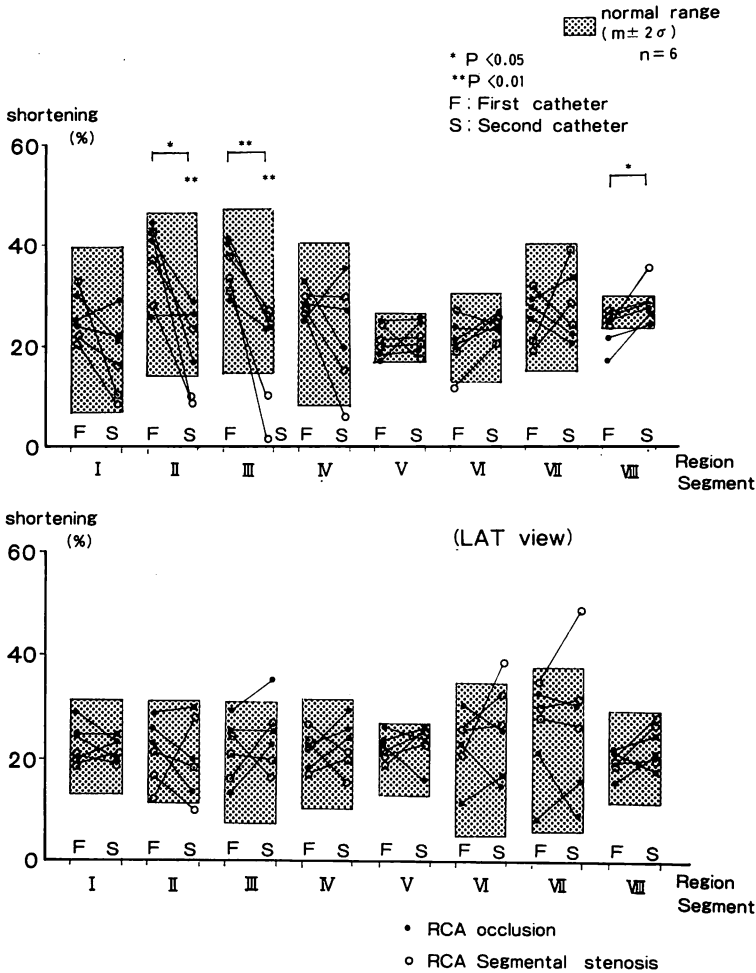 normal range
( m± 2σ )
n=6
* P <0.05
**P <0.01
F : First catheter
S : Second catheter
shortening
(%)
60
40
20
0
* ** ** ** *
F S F S F S F S F S F S F S F S
I II III IV V VI VII VIII Region
Segment
shortening
(%)
(LAT view)
60
40
20
0
F S F S F S F S F S F S F S F S
I II III IV V VI VII VIII Region
Segment
• RCA occlusion
o RCA Segmental stenosis